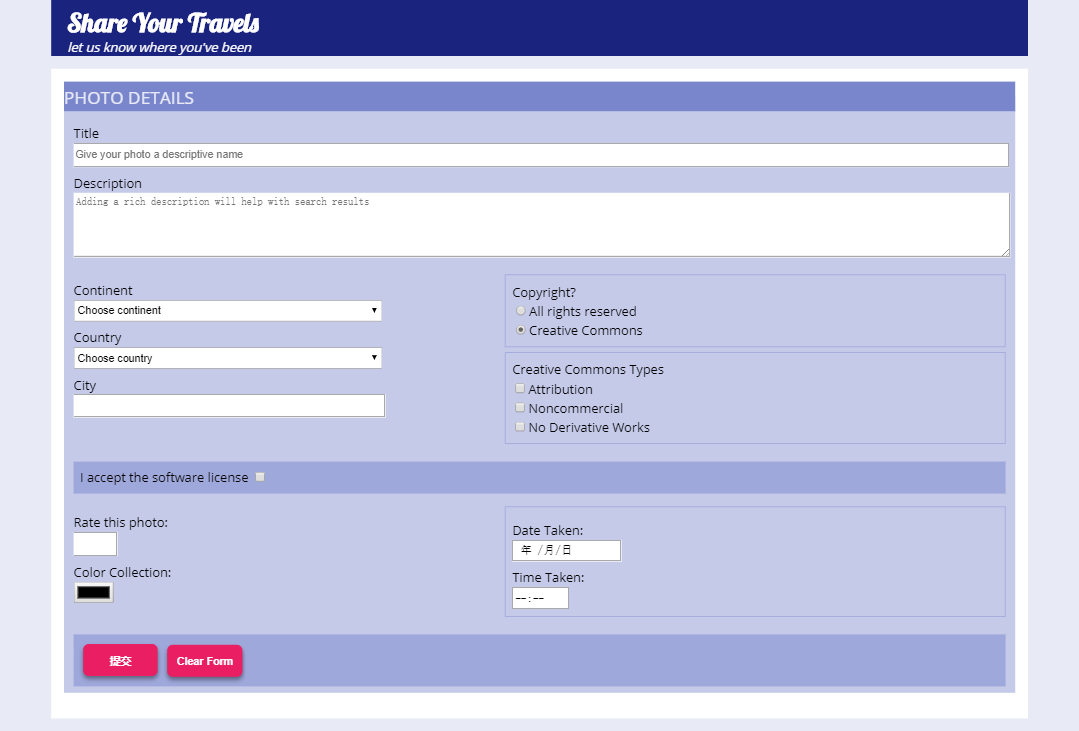 Share Your Travels
let us know where you've been
PHOTO DETAILS
Title
Give your photo a descriptive name
Description
Adding a rich description will help with search results
Continent
Choose continent
Country
Choose country
City
Copyright?
All rights reserved
Creative Commons
Creative Commons Types
Attribution
Noncommercial
No Derivative Works
I accept the software license
Rate this photo:
Color Collection:
Date Taken:
年 /月/日
Time Taken:
--:--
提交 Clear Form